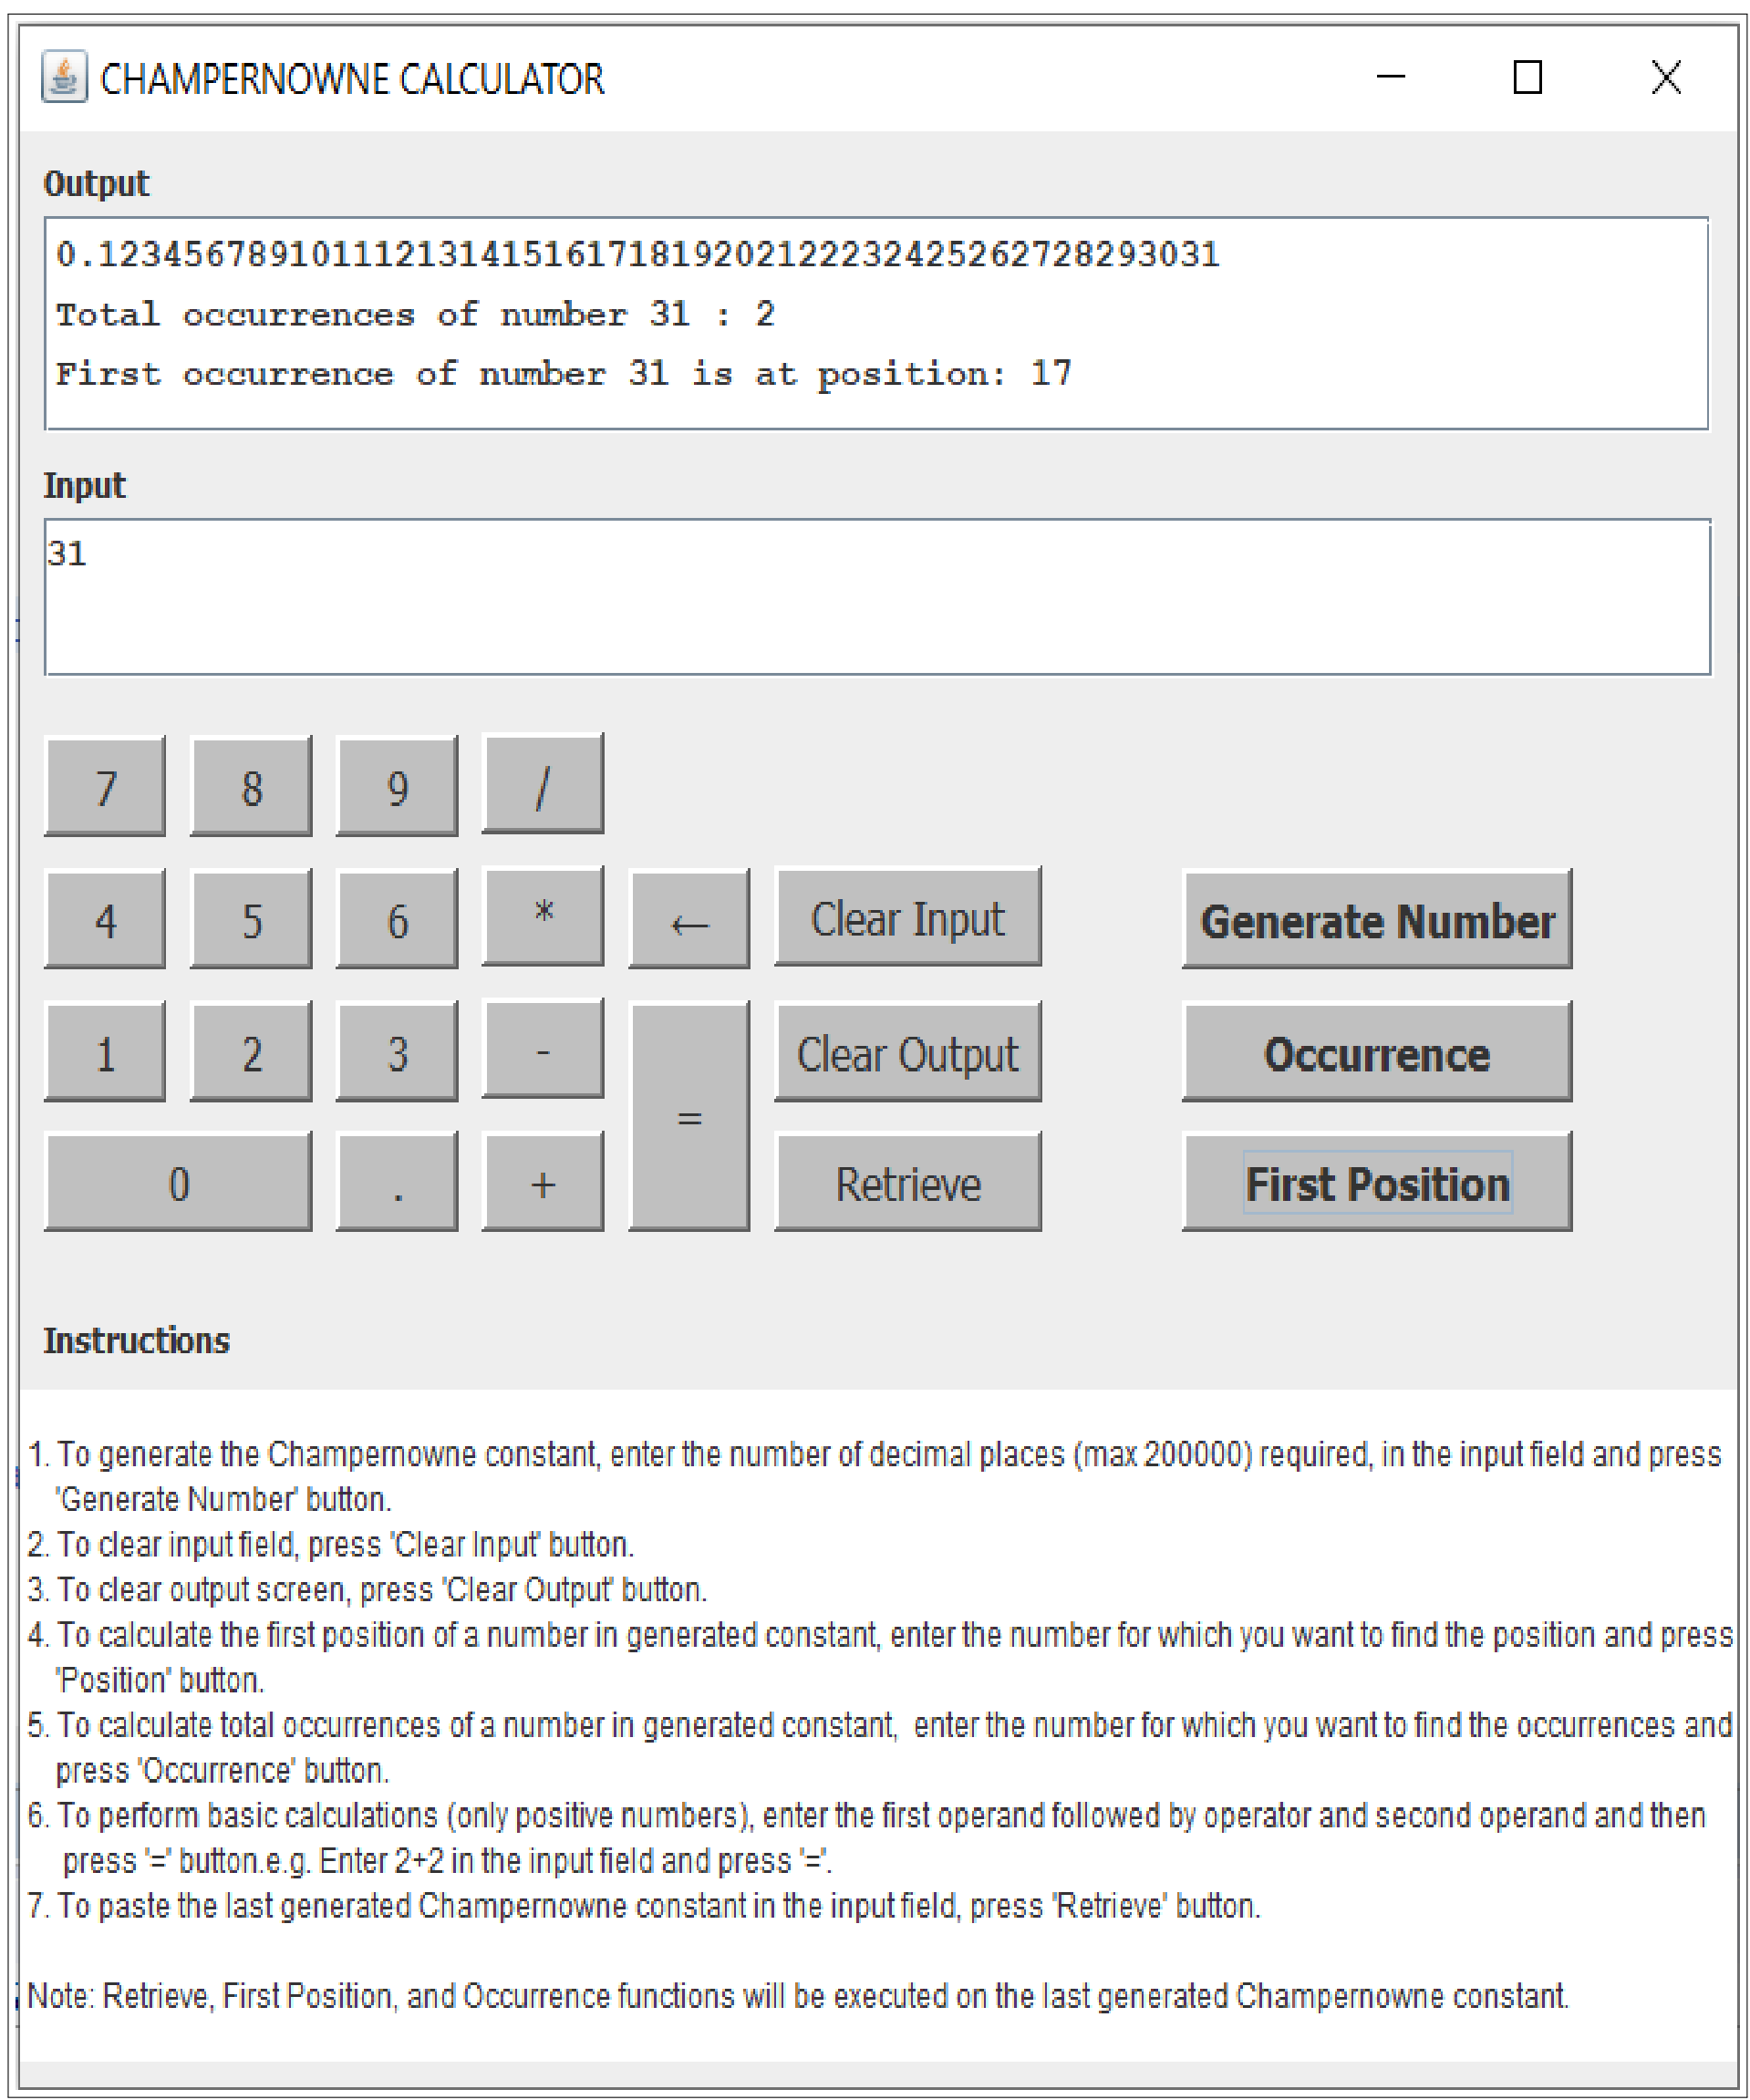 CHAMPERNOWNE CALCULATOR
Output
0.12345678910111213141516171819202122232425262728293031
Total occurrences of number 31 : 2
First occurrence of number 31 is at position: 17
Input
31
7 8 9 /
4 5 6 * ← Clear Input Generate Number
1 2 3 - = Clear Output Occurrence
0 . + Retrieve First Position
Instructions
1. To generate the Champernowne constant, enter the number of decimal places (max 200000) required, in the input field and press
'Generate Number' button.
2. To clear input field, press 'Clear Input' button.
3. To clear output screen, press 'Clear Output' button.
4. To calculate the first position of a number in generated constant, enter the number for which you want to find the position and press
'Position' button.
5. To calculate total occurrences of a number in generated constant,  enter the number for which you want to find the occurrences and
press 'Occurrence' button.
6. To perform basic calculations (only positive numbers), enter the first operand followed by operator and second operand and then
press '=' button.e.g. Enter 2+2 in the input field and press '='.
7. To paste the last generated Champernowne constant in the input field, press 'Retrieve' button.
Note: Retrieve, First Position, and Occurrence functions will be executed on the last generated Champernowne constant.